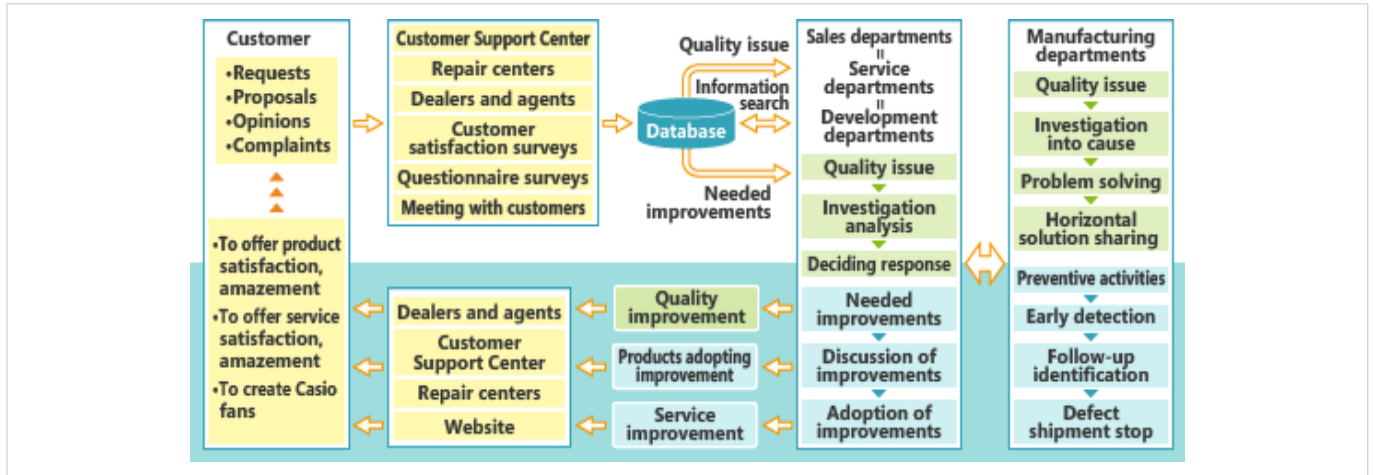 Customer
•Requests
•Proposals
•Opinions
•Complaints
•To offer product
satisfaction,
amazement
•To offer service
satisfaction,
amazement
•To create Casio
fans
Customer Support Center
Repair centers
Dealers and agents
Customer
satisfaction surveys
Questionnaire surveys
Meeting with customers
Quality issue
Information
search
Database
Needed
improvements
Sales departments
=
Service
departments
=
Development
departments
Quality issue
Investigation
analysis
Deciding response
Needed
improvements
Discussion of
improvements
Adoption of
improvements
Manufacturing
departments
Quality issue
Investigation
into cause
Problem solving
Horizontal
solution sharing
Preventive activities
Early detection
Follow-up
identification
Defect
shipment stop
Quality
improvement
Products adopting
improvement
Service
improvement
Dealers and agents
Customer
Support Center
Repair centers
Website